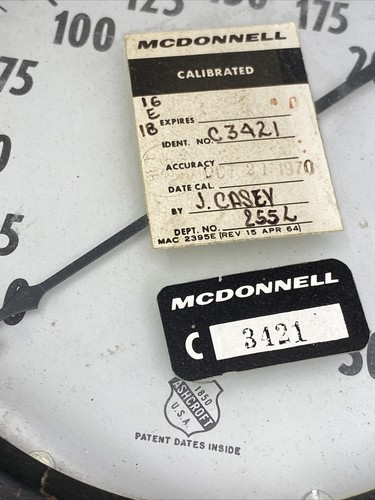 100
125
150
175
75
McDONNELL
CALIBRATED
16
E
18
EXPIRES
IDENT. NO. C3421
ACCURACY
OCT 21 1970
DATE CAL.
BY J. CASEY
DEPT. NO. 255L
MAC 2395E (REV 15 APR 64)
McDONNELL
C 3421
1850
ASHCROFT
U.S.A.
PATENT DATES INSIDE